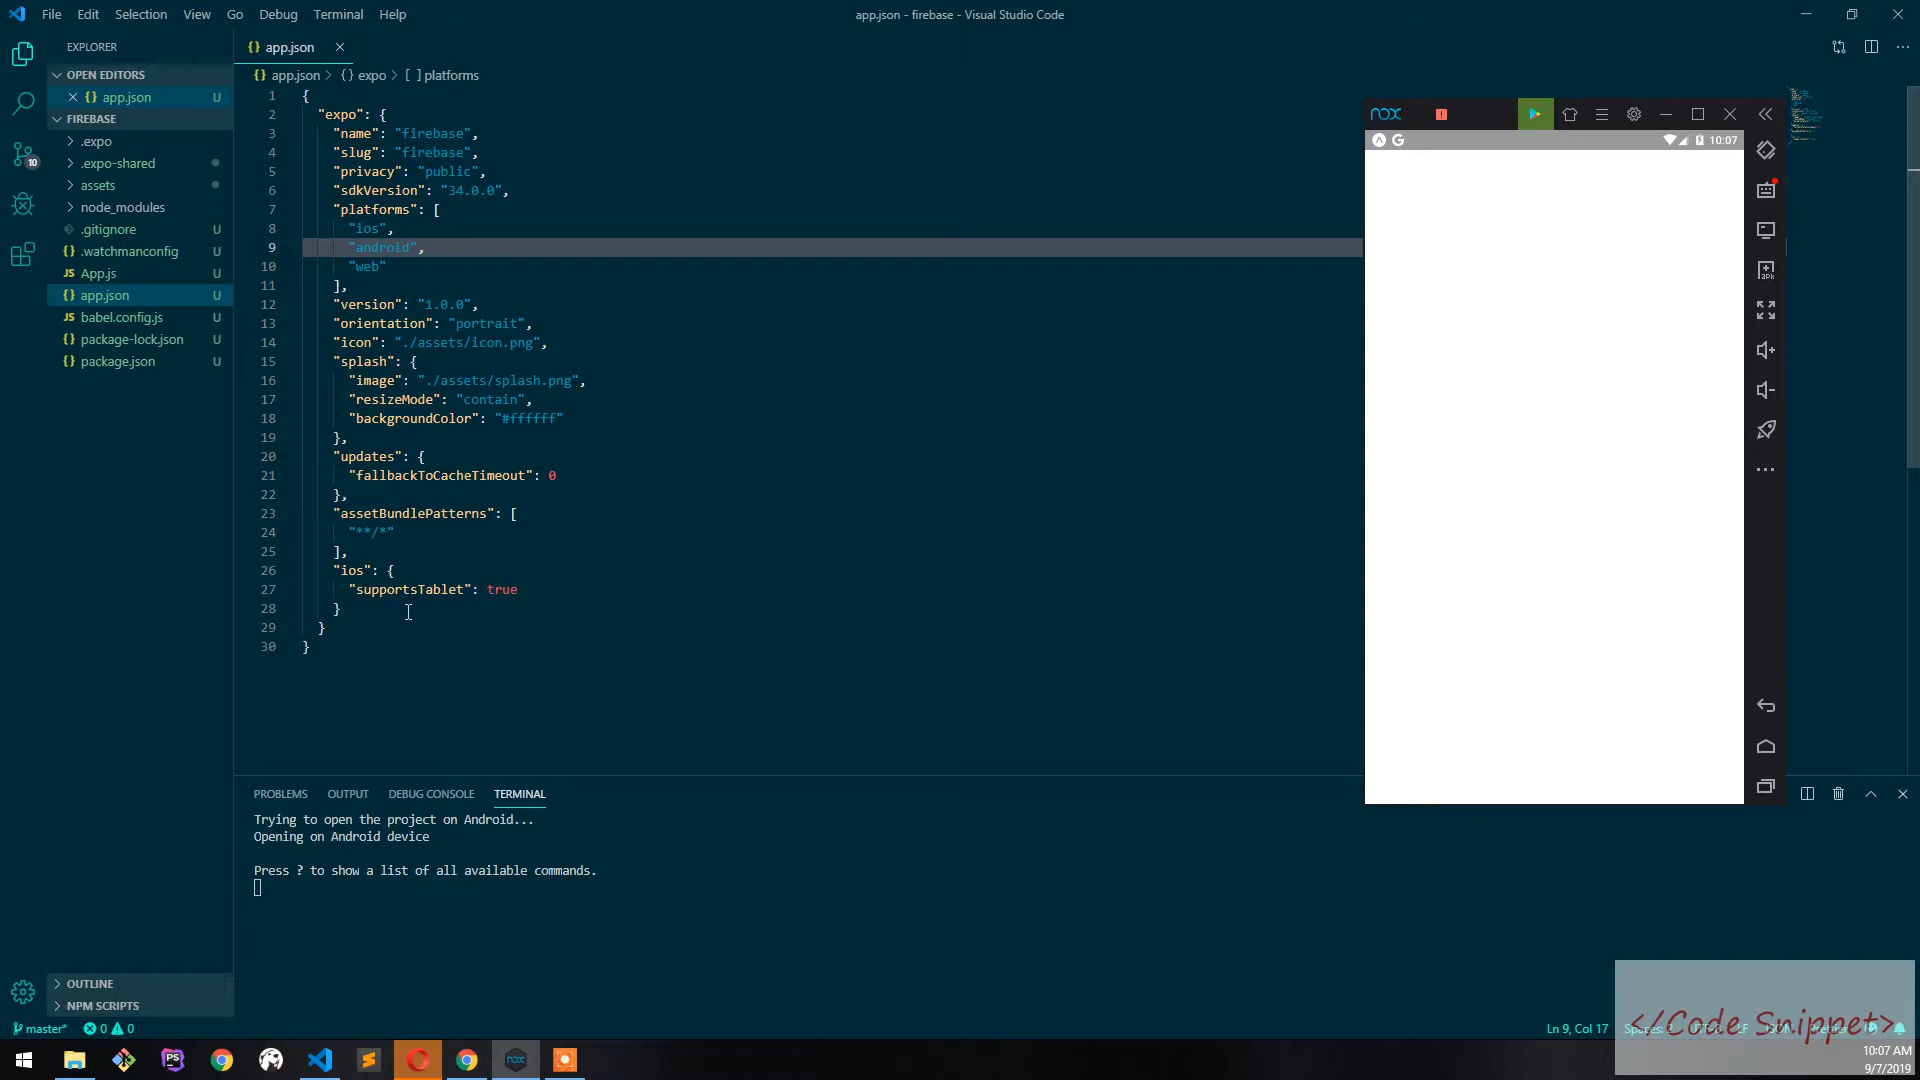 File Edit Selection View Go Debug Terminal Help
app.json - firebase - Visual Studio Code
EXPLORER
OPEN EDITORS
app.json U
FIREBASE
.expo
.expo-shared
assets
node_modules
.gitignore U
.watchmanconfig U
App.js U
app.json U
babel.config.js U
package-lock.json U
package.json U
OUTLINE
NPM SCRIPTS
10
{} app.json
{} app.json > {} expo > [ ] platforms
1 {
2 "expo": {
3 "name": "firebase",
4 "slug": "firebase",
5 "privacy": "public",
6 "sdkVersion": "34.0.0",
7 "platforms": [
8 "ios",
9 "android",
10 "web"
11 ],
12 "version": "1.0.0",
13 "orientation": "portrait",
14 "icon": "./assets/icon.png",
15 "splash": {
16 "image": "./assets/splash.png",
17 "resizeMode": "contain",
18 "backgroundColor": "#ffffff"
19 },
20 "updates": {
21 "fallbackToCacheTimeout": 0
22 },
23 "assetBundlePatterns": [
24 "**/*"
25 ],
26 "ios": {
27 "supportsTablet": true
28 }
29 }
30 }
nox
10:07
PROBLEMS OUTPUT DEBUG CONSOLE TERMINAL
Trying to open the project on Android...
Opening on Android device
Press ? to show a list of all available commands.
master* 0 0
Ln 9, Col 17
</Code Snippet>
10:07 AM
9/7/2019